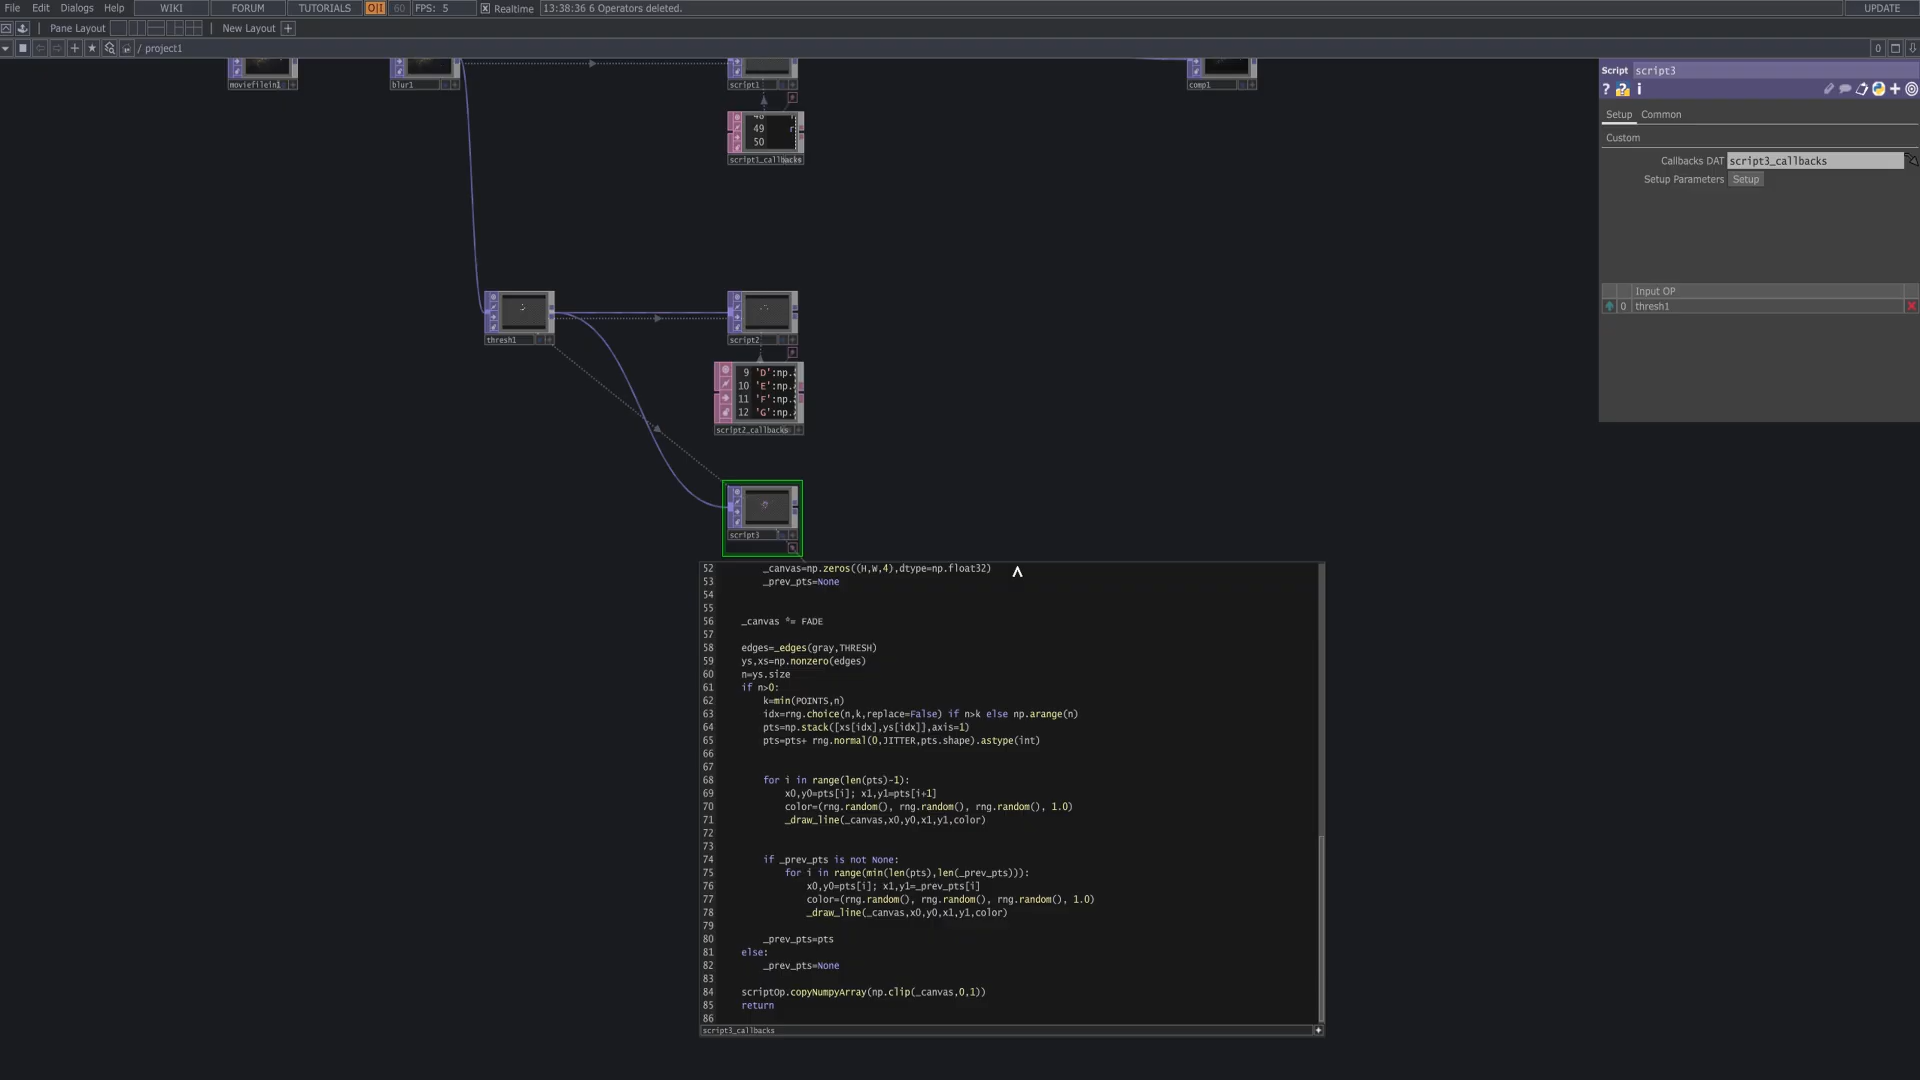 File Edit Dialogs Help WIKI FORUM TUTORIALS O|I 60 FPS: 5 Realtime 13:38:36 6 Operators deleted. UPDATE
Pane Layout New Layout +
/ project1 0
moviefilein1 blur1 script1 comp1
Script script3
? ? i
Setup Common
49
50
Custom
script1_callbacks
Callbacks DAT script3_callbacks
Setup Parameters Setup
Input OP
0 thresh1
thresh1 script2
9 'D':np.
10 'E':np.
11 'F':np.
12 'G':np.
script2_callbacks
script3
52 _canvas=np.zeros((H,W,4),dtype=np.float32)
53 _prev_pts=None
54
55
56 _canvas *= FADE
57
58 edges=_edges(gray,THRESH)
59 ys,xs=np.nonzero(edges)
60 n=ys.size
61 if n>0:
62 k=min(POINTS,n)
63 idx=rng.choice(n,k,replace=False) if n>k else np.arange(n)
64 pts=np.stack([xs[idx],ys[idx]],axis=1)
65 pts=pts+ rng.normal(0,JITTER,pts.shape).astype(int)
66
67
68 for i in range(len(pts)-1):
69 x0,y0=pts[i]; x1,y1=pts[i+1]
70 color=(rng.random(), rng.random(), rng.random(), 1.0)
71 _draw_line(_canvas,x0,y0,x1,y1,color)
72
73
74 if _prev_pts is not None:
75 for i in range(min(len(pts),len(_prev_pts))):
76 x0,y0=pts[i]; x1,y1=_prev_pts[i]
77 color=(rng.random(), rng.random(), rng.random(), 1.0)
78 _draw_line(_canvas,x0,y0,x1,y1,color)
79
80 _prev_pts=pts
81 else:
82 _prev_pts=None
83
84 scriptOp.copyNumpyArray(np.clip(_canvas,0,1))
85 return
86
script3_callbacks